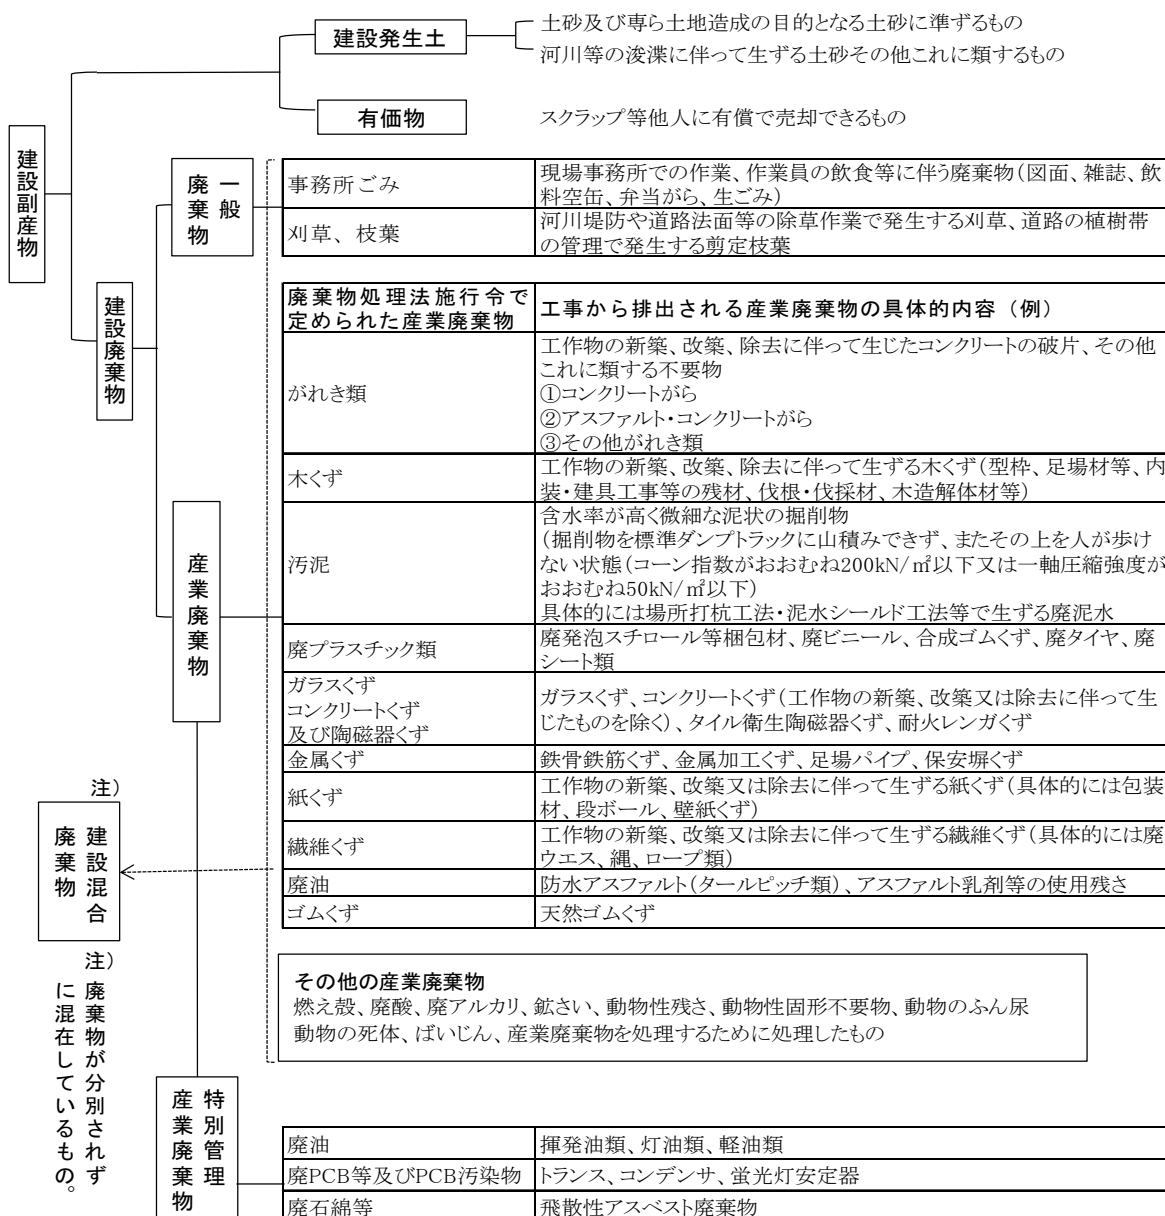 建設副産物
建設発生土
土砂及び専ら土地造成の目的となる土砂に準ずるもの
河川等の浚渫に伴って生ずる土砂その他これに類するもの
有価物
スクラップ等他人に有償で売却できるもの
建設廃棄物
一般
廃棄物
事務所ごみ
現場事務所での作業、作業員の飲食等に伴う廃棄物(図面、雑誌、飲
料空缶、弁当がら、生ごみ)
刈草、枝葉
河川堤防や道路法面等の除草作業で発生する刈草、道路の植樹帯
の管理で発生する剪定枝葉
産業廃棄物
廃棄物処理法施行令で
定められた産業廃棄物
工事から排出される産業廃棄物の具体的内容(例)
がれき類
工作物の新築、改築、除去に伴って生じたコンクリートの破片、その他
これに類する不要物
①コンクリートがら
②アスファルト・コンクリートがら
③その他がれき類
木くず
工作物の新築、改築、除去に伴って生ずる木くず(型枠、足場材等、内
装・建具工事等の残材、伐根・伐採材、木造解体材等)
汚泥
含水率が高く微細な泥状の掘削物
(掘削物を標準ダンプトラックに山積みできず、またその上を人が歩け
ない状態(コーン指数がおおむね200kN/㎡以下又は一軸圧縮強度が
おおむね50kN/㎡以下)
具体的には場所打杭工法・泥水シールド工法等で生ずる廃泥水
廃プラスチック類
廃発泡スチロール等梱包材、廃ビニール、合成ゴムくず、廃タイヤ、廃
シート類
ガラスくず
コンクリートくず
及び陶磁器くず
ガラスくず、コンクリートくず(工作物の新築、改築又は除去に伴って生
じたものを除く)、タイル衛生陶磁器くず、耐火レンガくず
金属くず
鉄骨鉄筋くず、金属加工くず、足場パイプ、保安塀くず
紙くず
工作物の新築、改築又は除去に伴って生ずる紙くず(具体的には包装
材、段ボール、壁紙くず)
繊維くず
工作物の新築、改築又は除去に伴って生ずる繊維くず(具体的には廃
ウエス、縄、ロープ類)
廃油
防水アスファルト(タールピッチ類)、アスファルト乳剤等の使用残さ
ゴムくず
天然ゴムくず
注)
建設混合
廃棄物
注)
廃棄物が分別されず
に混在しているもの。
その他の産業廃棄物
燃え殻、廃酸、廃アルカリ、鉱さい、動物性残さ、動物性固形不要物、動物のふん尿
動物の死体、ばいじん、産業廃棄物を処理するために処理したもの
特別管理
産業廃棄物
廃油
揮発油類、灯油類、軽油類
廃PCB等及びPCB汚染物
トランス、コンデンサ、蛍光灯安定器
廃石綿等
飛散性アスベスト廃棄物